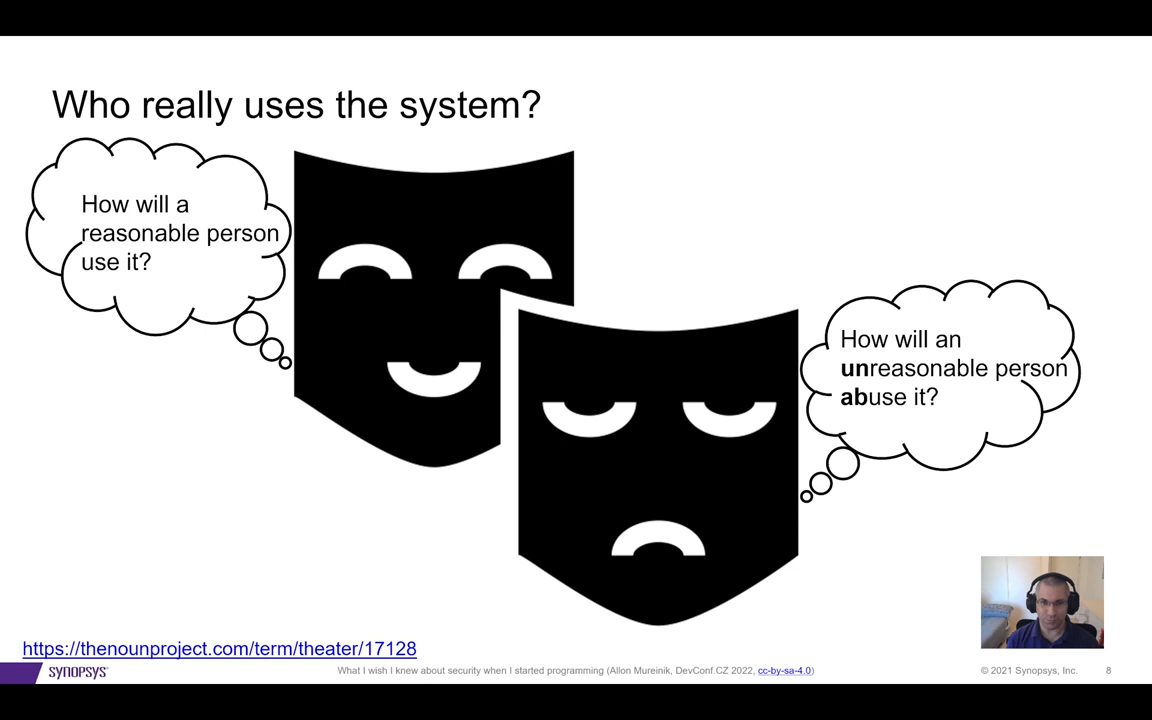 Who really uses the system?
How will a
reasonable person
use it?
How will an
unreasonable person
abuse it?
https://thenounproject.com/term/theater/17128
SYNOPSYS®
What I wish I knew about security when I started programming (Allon Mureinik, DevConf.CZ 2022, cc-by-sa-4.0)
© 2021 Synopsys, Inc.
8